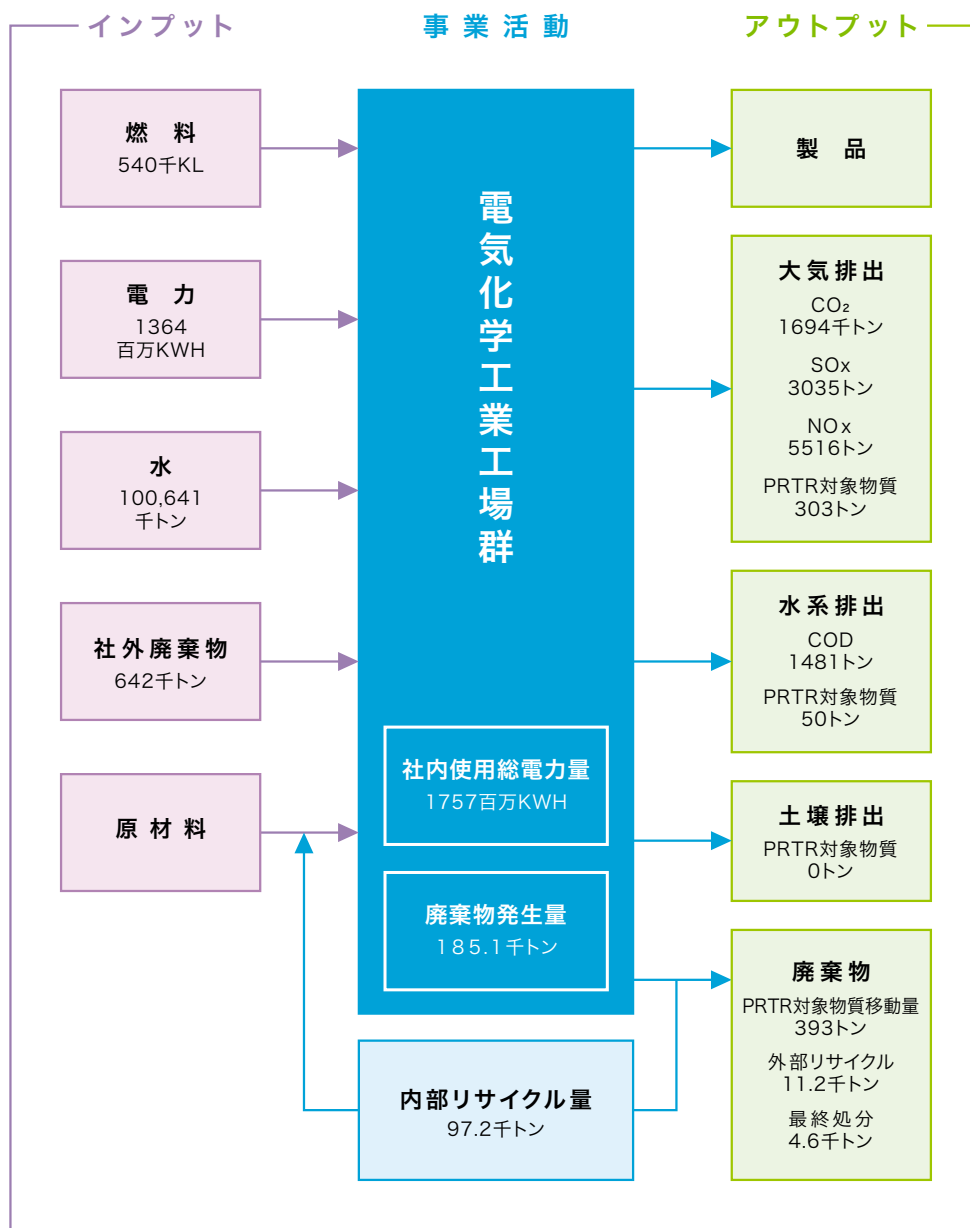 インプット
事業活動
アウトプット
燃料
540千KL
電力
1364
百万KWH
水
100,641
千トン
社外廃棄物
642千トン
原材料
電気化学工業工場群
社内使用総電力量
1757百万KWH
廃棄物発生量
185.1千トン
内部リサイクル量
97.2千トン
製品
大気排出
CO₂
1694千トン
SOx
3035トン
NOx
5516トン
PRTR対象物質
303トン
水系排出
COD
1481トン
PRTR対象物質
50トン
土壌排出
PRTR対象物質
0トン
廃棄物
PRTR対象物質移動量
393トン
外部リサイクル
11.2千トン
最終処分
4.6千トン